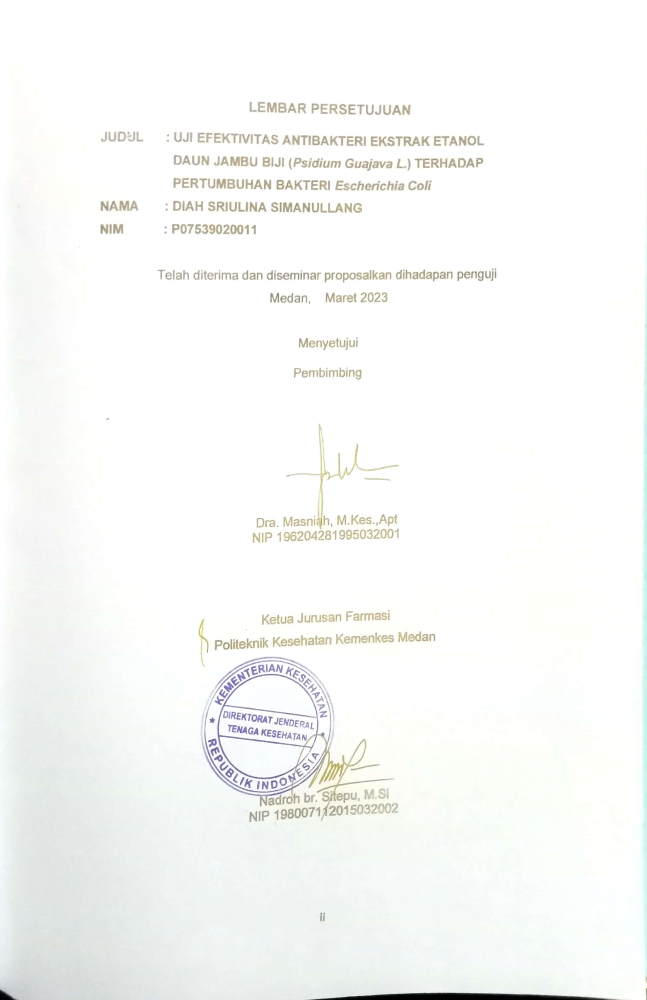 LEMBAR PERSETUJUAN
JUDUL : UJI EFEKTIVITAS ANTIBAKTERI EKSTRAK ETANOL
DAUN JAMBU BIJI (Psidium Guajava L.) TERHADAP
PERTUMBUHAN BAKTERI Escherichia Coli
NAMA : DIAH SRIULINA SIMANULLANG
NIM : P07539020011
Telah diterima dan diseminar proposalkan dihadapan penguji
Medan, Maret 2023
Menyetujui
Pembimbing
Dra. Masniah, M.Kes.,Apt
NIP 196204281995032001
Ketua Jurusan Farmasi
Politeknik Kesehatan Kemenkes Medan
KEMENTERIAN KESEHATAN
DIREKTORAT JENDERAL
TENAGA KESEHATAN
REPUBLIK INDONESIA
Nadroh br. Sitepu, M.Si
NIP 198007112015032002
ii